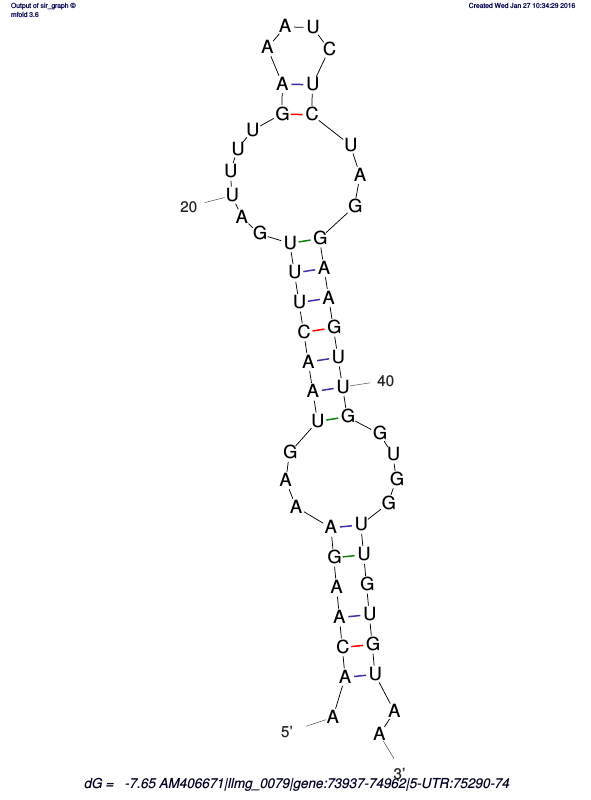 Output of sir_graph ©
mfold 3.6
Created Wed Jan 27 10:34:29 2016
A U
A C
A U
G C
U
U U
U A
U
20 G
A
G G
U
U A
U A
C G
A U
A U 40
U G
G
G U
A G
A G
A U
G U
A G
A U
C G
A U
A A
5' A
3'
dG = -7.65 AM406671|llmg_0079|gene:73937-74962|5-UTR:75290-74